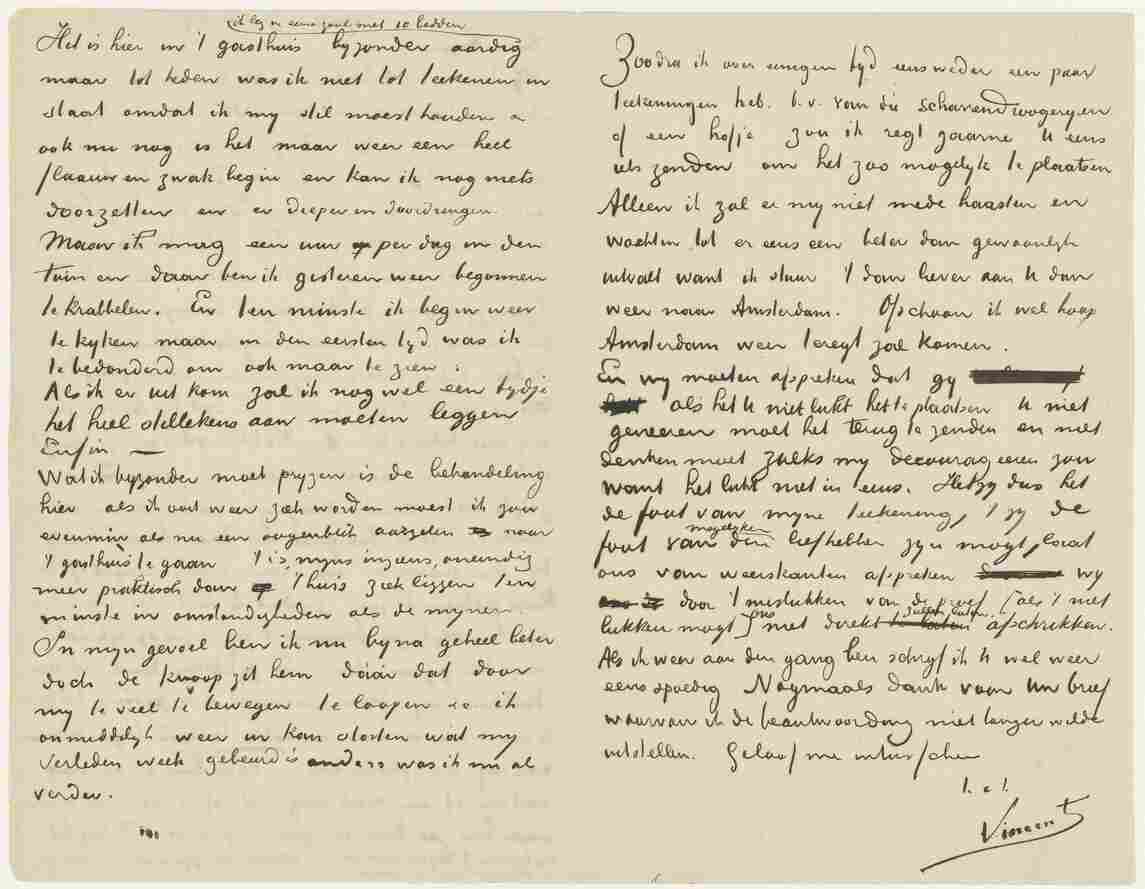 (ik leg in eene zaal met 10 bedden
Het is hier in 't gasthuis byzonder aardig
maar tot heden was ik niet tot teekenen in
staat omdat ik my stil moest houden &
ook nu nog is het maar weer een heel
flaauw en zwak begin en kan ik nog niets
doorzetten en er dieper in doordringen.
Maar ik mag een uur per dag in den
tuin en daar ben ik gisteren weer begonnen
te krabbelen. En ten minste ik begin weer
te kyken maar in den eersten tyd was ik
te bedonderd om ook maar te zien.
Als ik er uit kom zal ik nog wel een tydje
het heel stillekens aan moeten leggen
Enfin —
Wat ik byzonder moet pryzen is de behandeling
hier als ik ooit weer ziek worden moest ik zou
evenmin als nu een oogenblik aarzelen naar
't gasthuis te gaan 't is, myns inziens, oneindig
meer praktisch dan 't huis ziek liggen ten
minste in omstandigheden als de mynen.
In myn gevoel ben ik nu byna geheel beter
doch de knoop zit hem dáár dat door
my te veel te bewegen te loopen &c ik
onmiddelyk weer in kan storten wat my
verleden week gebeurd is anders was ik nu al
verder.
Zoodra ik over eenigen tyd eens weder een paar
teekeningen heb. b.v. van die scharrendroogeryen
of een hofje zou ik regt gaarne U eens
iets zenden om het zoo mogelyk te plaatsen
Alleen ik zal er my niet mede haasten en
wachten tot er eens een beter dan gewoonlyk
uitvalt want ik stuur 't dan liever aan U dan
weer naar Amsterdam. Ofschoon ik wel hoop
Amsterdam weer teregt zal komen.
En wy moeten afspreken dat gy
als het U niet lukt het te plaatsen U niet
geneeren moet het terug te zenden en niet
denken moet zulks my decourageeren zou
want het lukt niet in eens. Hetzy dus het
de fout van myne teekening, 't zy de
mogelyken
fout van den liefhebber zyn mogt, laat
ons van weerskanten afspreken wy
door 't mislukken van de proef (als 't niet
zullen laten
lukken mogt) ons niet direkt afschrikken.
Als ik weer aan den gang ben schryf ik U wel weer
eens spoedig Nogmaals dank voor Uw brief
waarvan ik de beantwoording niet langer wilde
uitstellen. Geloof me intusschen
t. à t.
Vincent